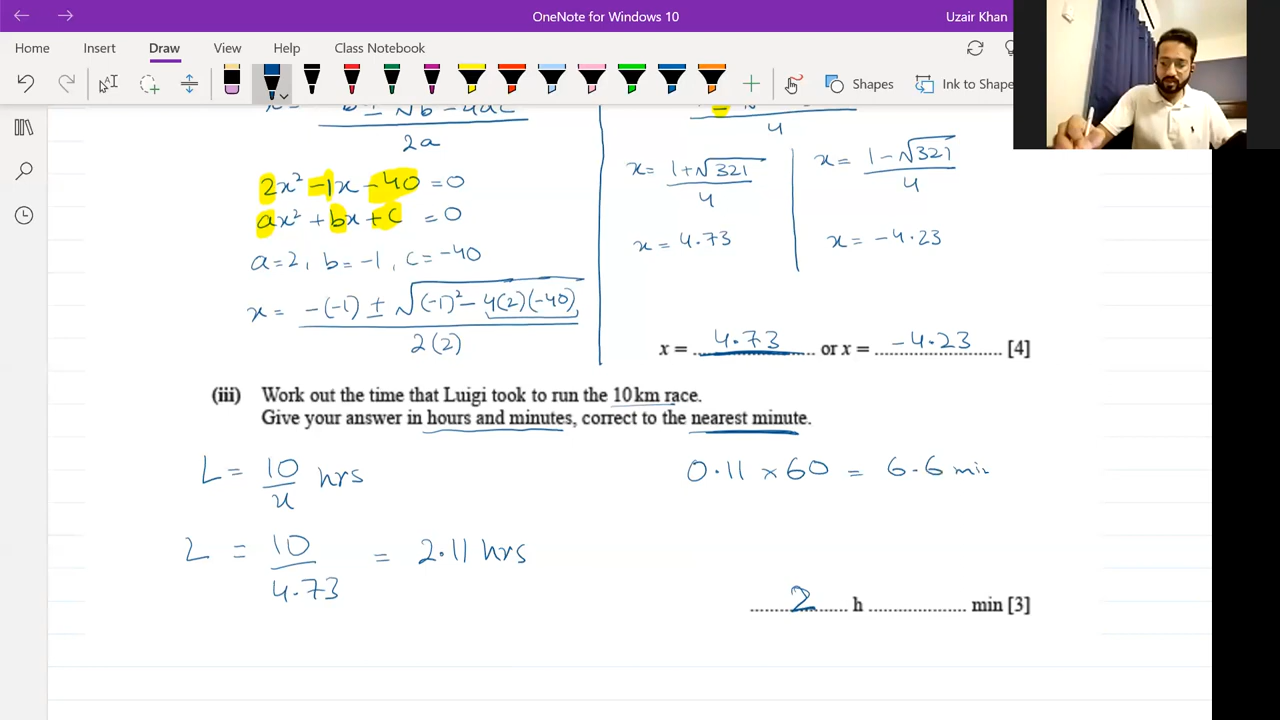 OneNote for Windows 10
Uzair Khan
Home Insert Draw View Help Class Notebook
Shapes
Ink to Shape
2a
4
2x² -1x -40 = 0
ax² + bx + c = 0
a=2, b=-1, c=-40
x = -(-1) ± √(-1)² - 4(2)(-40)
2(2)
x = 1+√321
4
x = 4.73
x = 1-√321
4
x = -4.23
x = 4.73 or x = -4.23 [4]
(iii) Work out the time that Luigi took to run the 10 km race.
Give your answer in hours and minutes, correct to the nearest minute.
L = 10 hrs
x
L = 10 = 2.11 hrs
4.73
0.11 × 60 = 6.6 min
2 h ........ min [3]